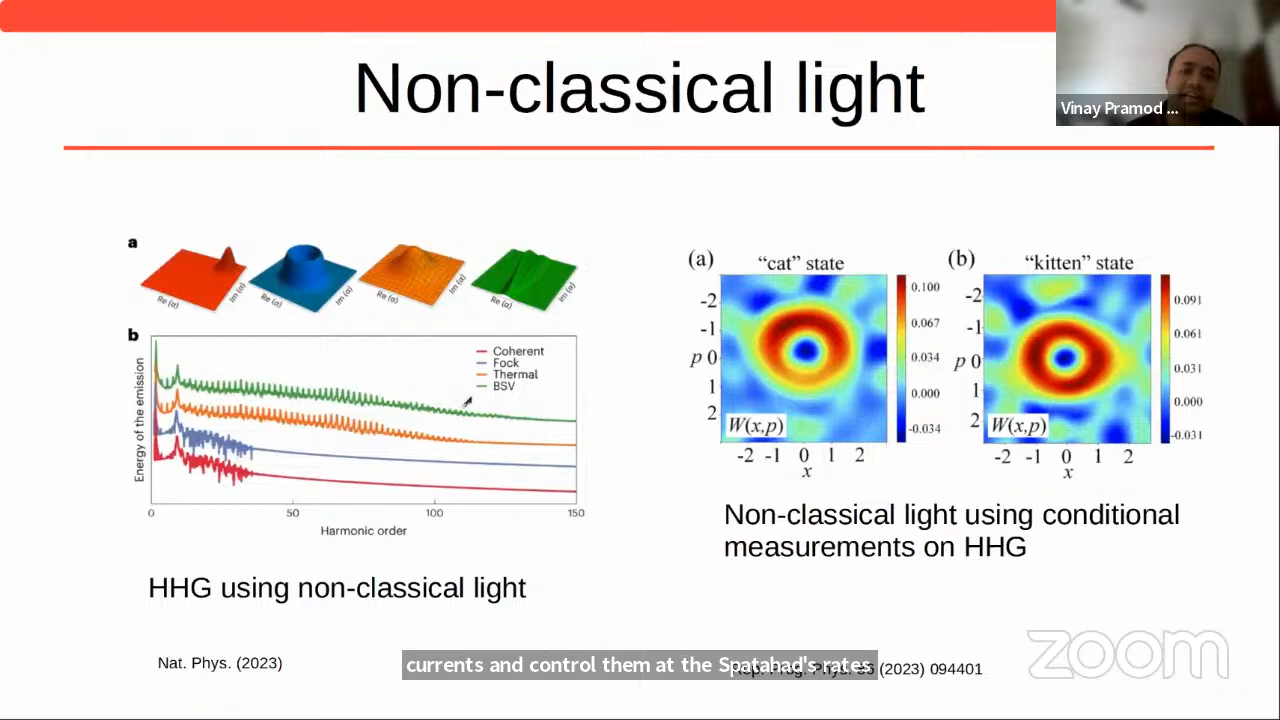 Non-classical light
Vinay Pramod ...
a
Re (α)
Im (α)
Re (α)
Im (α)
Re (α)
Im (α)
Re (α)
Im (α)
b
Energy of the emission
Coherent
Fock
Thermal
BSV
0
50
100
150
Harmonic order
HHG using non-classical light
Nat. Phys. (2023)
(a)
"cat" state
-2
-1
p 0
1
2
W(x,p)
-2 -1 0 1 2
x
0.100
0.067
0.034
0.000
-0.034
(b)
"kitten" state
-2
-1
p 0
1
2
W(x,p)
-2 -1 0 1 2
x
0.091
0.061
0.031
0.000
-0.031
Non-classical light using conditional
measurements on HHG
Rep. Prog. Phys. 86 (2023) 094401
currents and control them at the Spatahad's rates
zoom